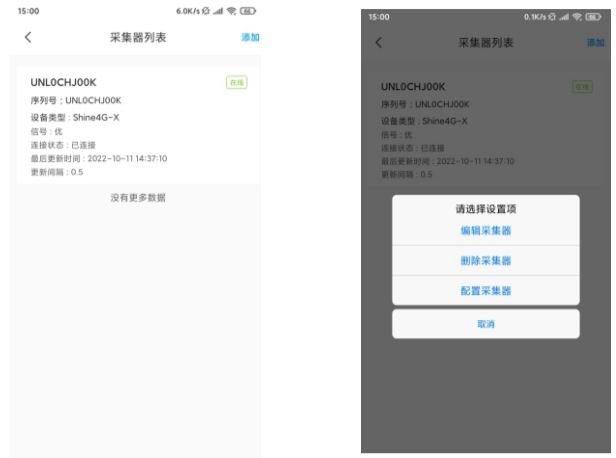 15:00 6.0K/s 66
采集器列表 添加
UNL0CHJ00K 在线
序列号：UNL0CHJ00K
设备类型：Shine4G-X
信号：优
连接状态：已连接
最后更新时间：2022-10-11 14:37:10
更新间隔：0.5
没有更多数据
15:00 0.1K/s 66
采集器列表 添加
UNL0CHJ00K 在线
序列号：UNL0CHJ00K
设备类型：Shine4G-X
信号：优
连接状态：已连接
最后更新时间：2022-10-11 14:37:10
更新间隔：0.5
请选择设置项
编辑采集器
删除采集器
配置采集器
取消